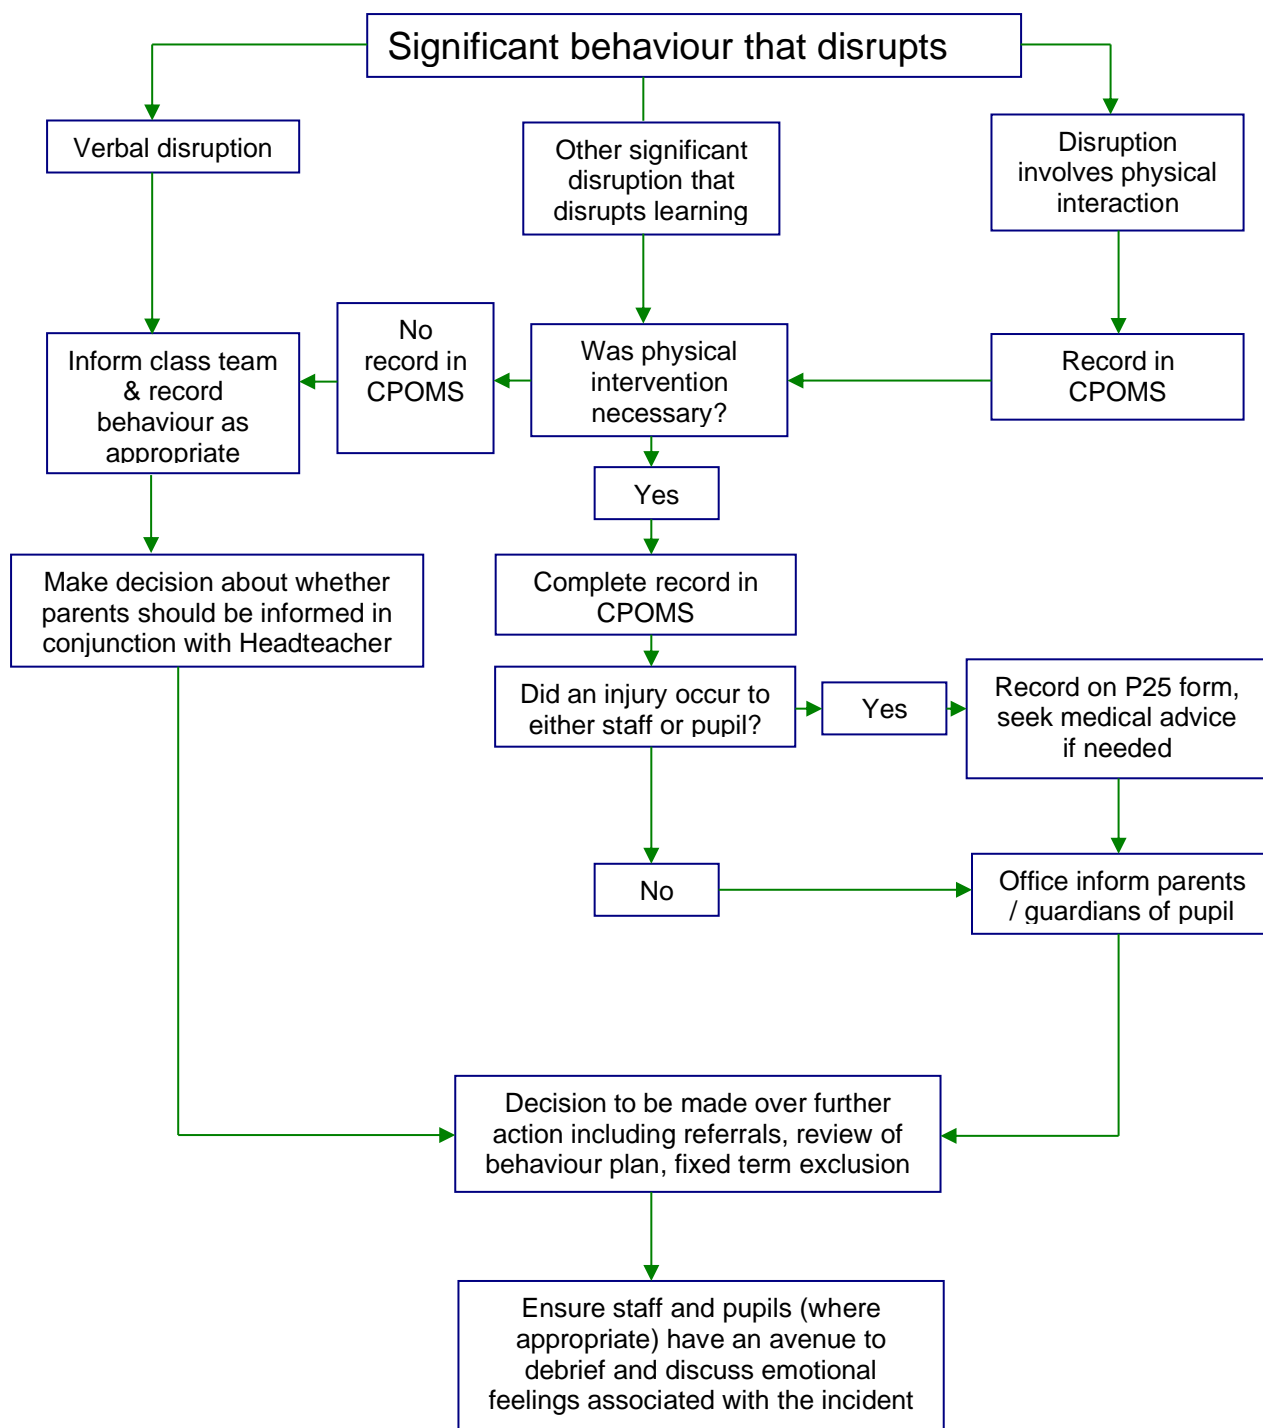 Significant behaviour that disrupts
Verbal disruption
Other significant
disruption that
disrupts learning
Disruption
involves physical
interaction
Inform class team
& record
behaviour as
appropriate
No
record in
CPOMS
Was physical
intervention
necessary?
Record in
CPOMS
Yes
Make decision about whether
parents should be informed in
conjunction with Headteacher
Complete record in
CPOMS
Did an injury occur to
either staff or pupil?
Yes
Record on P25 form,
seek medical advice
if needed
No
Office inform parents
/ guardians of pupil
Decision to be made over further
action including referrals, review of
behaviour plan, fixed term exclusion
Ensure staff and pupils (where
appropriate) have an avenue to
debrief and discuss emotional
feelings associated with the incident